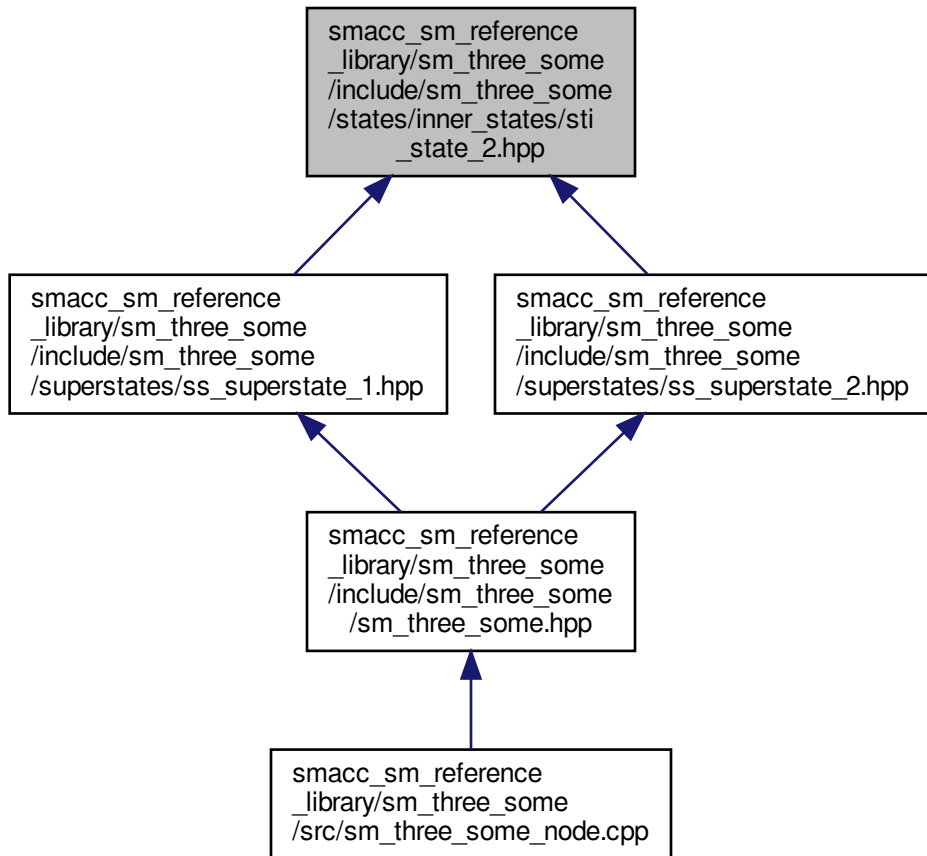 smacc_sm_reference
_library/sm_three_some
/include/sm_three_some
/states/inner_states/sti
_state_2.hpp
smacc_sm_reference
_library/sm_three_some
/include/sm_three_some
/superstates/ss_superstate_1.hpp
smacc_sm_reference
_library/sm_three_some
/include/sm_three_some
/superstates/ss_superstate_2.hpp
smacc_sm_reference
_library/sm_three_some
/include/sm_three_some
/sm_three_some.hpp
smacc_sm_reference
_library/sm_three_some
/src/sm_three_some_node.cpp